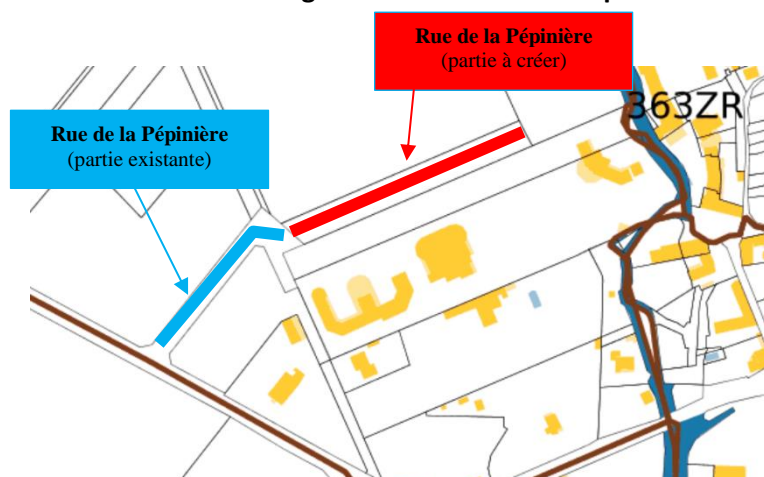 Rue de la Pépinière
(partie à créer)
363ZR
Rue de la Pépinière
(partie existante)